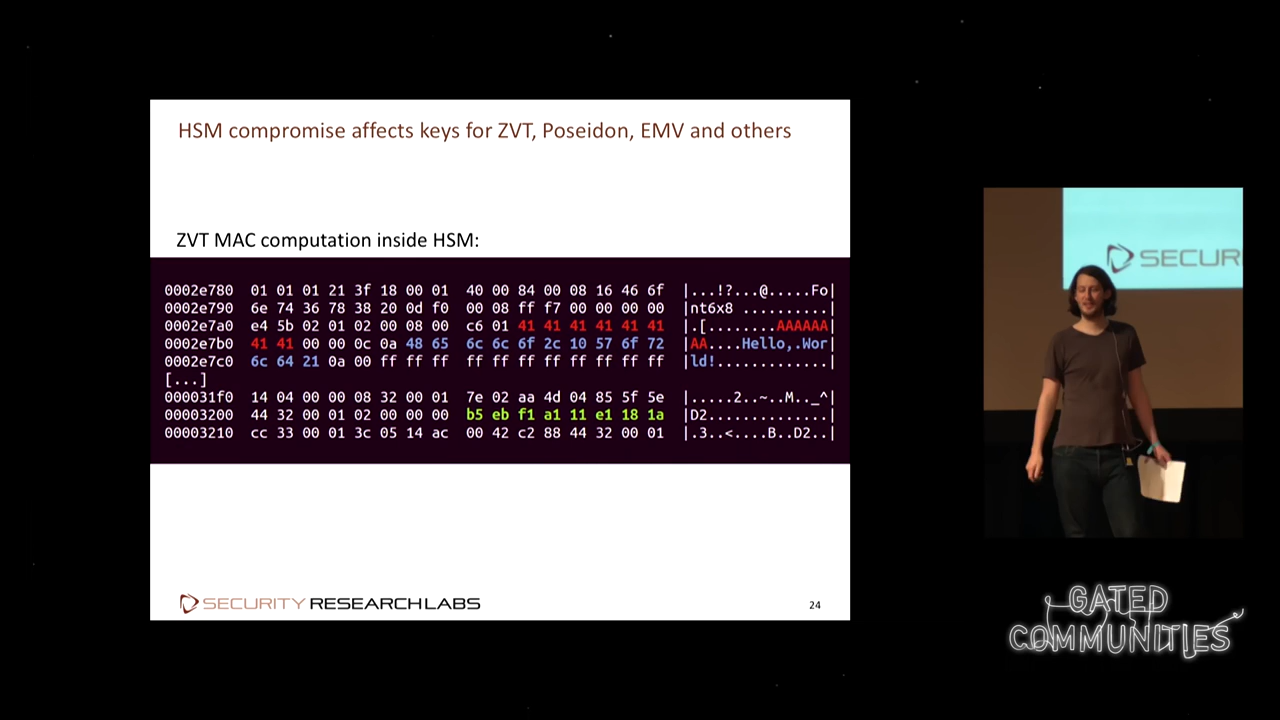 HSM compromise affects keys for ZVT, Poseidon, EMV and others
ZVT MAC computation inside HSM:
0002e780 01 01 01 21 3f 18 00 01 40 00 84 00 08 16 46 6f |...!?...@.....Fo|
0002e790 6e 74 36 78 38 20 0d f0 00 08 ff f7 00 00 00 00 |nt6x8 ..........|
0002e7a0 e4 5b 02 01 02 00 08 00 c6 01 41 41 41 41 41 41 |.[........AAAAAA|
0002e7b0 41 41 00 00 0c 0a 48 65 6c 6c 6f 2c 10 57 6f 72 |AA....Hello,.Wor|
0002e7c0 6c 64 21 0a 00 ff ff ff ff ff ff ff ff ff ff ff |ld!.............|
[...]
000031f0 14 04 00 00 08 32 00 01 7e 02 aa 4d 04 85 5f 5e |.....2..~..M.._^|
00003200 44 32 00 01 02 00 00 00 b5 eb f1 a1 11 e1 18 1a |D2..............|
00003210 cc 33 00 01 3c 05 14 ac 00 42 c2 88 44 32 00 01 |.3..<....B..D2..|
SECURITY RESEARCH LABS
24
SECUR
GATED
COMMUNITIES